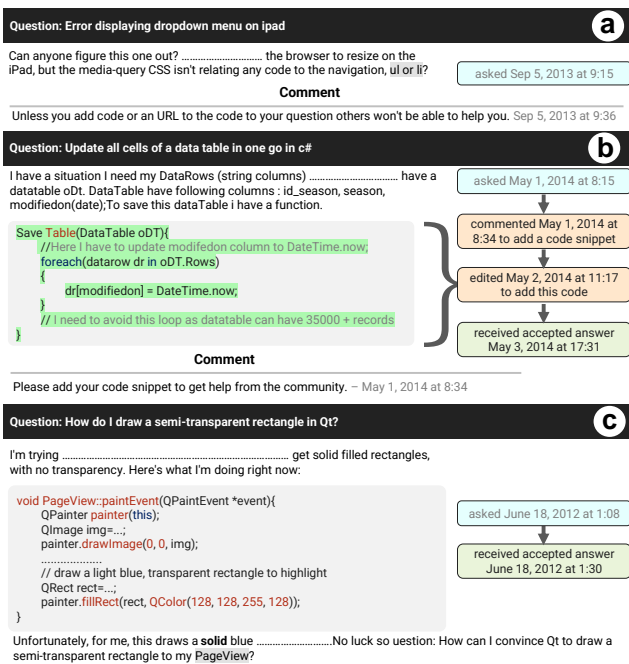 Question: Error displaying dropdown menu on ipad
a
Can anyone figure this one out? ............................ the browser to resize on the
iPad, but the media-query CSS isn't relating any code to the navigation, ul or li?
asked Sep 5, 2013 at 9:15
Comment
Unless you add code or an URL to the code to your question others won't be able to help you. Sep 5, 2013 at 9:36
Question: Update all cells of a data table in one go in c#
b
I have a situation I need my DataRows (string columns) .............................. have a
datatable oDt. DataTable have following columns : id_season, season,
modifiedon(date);To save this dataTable i have a function.
asked May 1, 2014 at 8:15
Save Table(DataTable oDT){
//Here I have to update modifedon column to DateTime.now;
foreach(datarow dr in oDT.Rows)
{
dr[modifiedon] = DateTime.now;
}
// I need to avoid this loop as datatable can have 35000 + records
}
commented May 1, 2014 at
8:34 to add a code snippet
edited May 2, 2014 at 11:17
to add this code
received accepted answer
May 3, 2014 at 17:31
Comment
Please add your code snippet to get help from the community. – May 1, 2014 at 8:34
Question: How do I draw a semi-transparent rectangle in Qt?
c
I'm trying ............................................................................ get solid filled rectangles,
with no transparency. Here's what I'm doing right now:
void PageView::paintEvent(QPaintEvent *event){
QPainter painter(this);
QImage img=...;
painter.drawImage(0, 0, img);
...................
// draw a light blue, transparent rectangle to highlight
QRect rect=...;
painter.fillRect(rect, QColor(128, 128, 255, 128));
}
asked June 18, 2012 at 1:08
received accepted answer
June 18, 2012 at 1:30
Unfortunately, for me, this draws a solid blue ..........................No luck so uestion: How can I convince Qt to draw a
semi-transparent rectangle to my PageView?